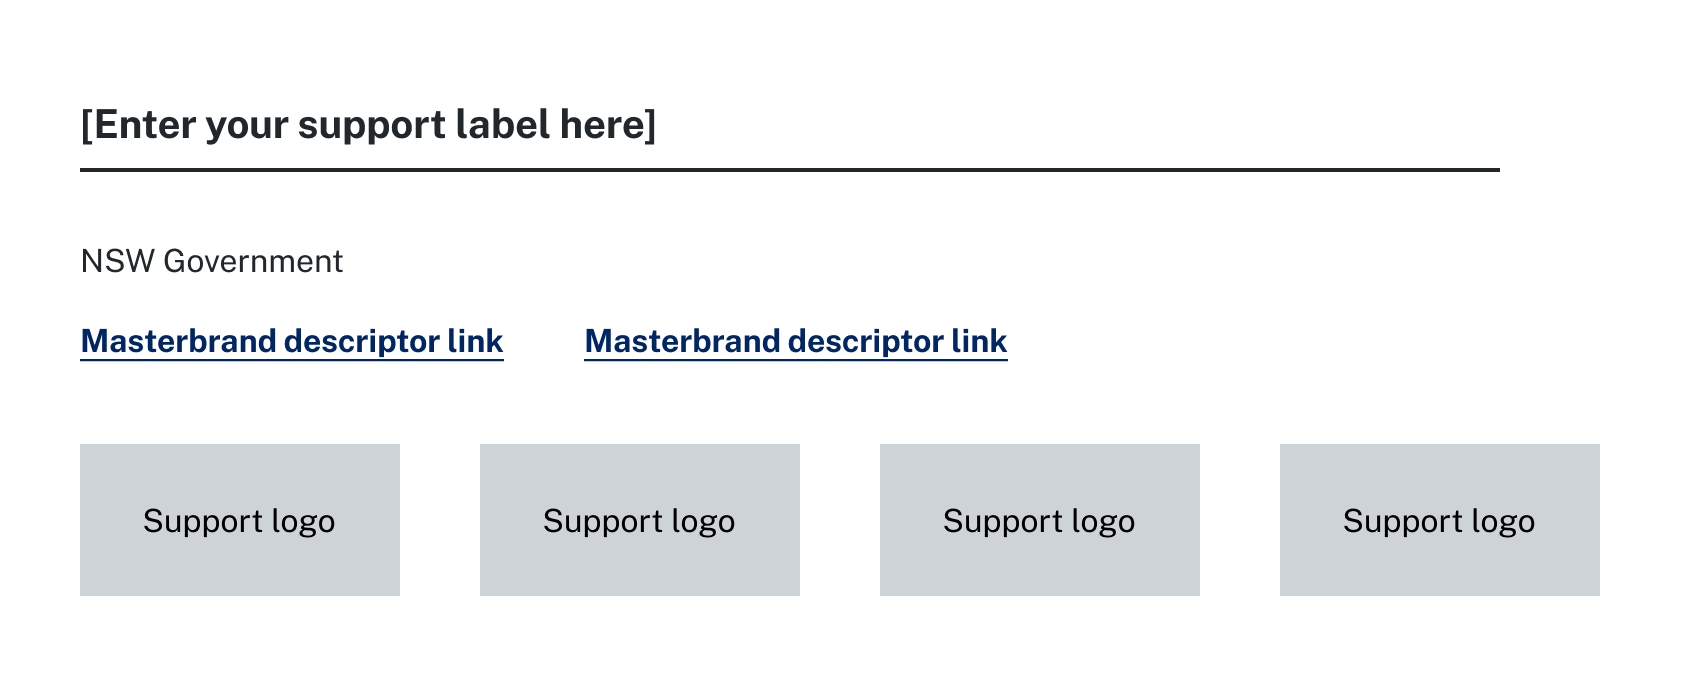 [Enter your support label here]
NSW Government
Masterbrand descriptor link Masterbrand descriptor link
Support logo Support logo Support logo Support logo